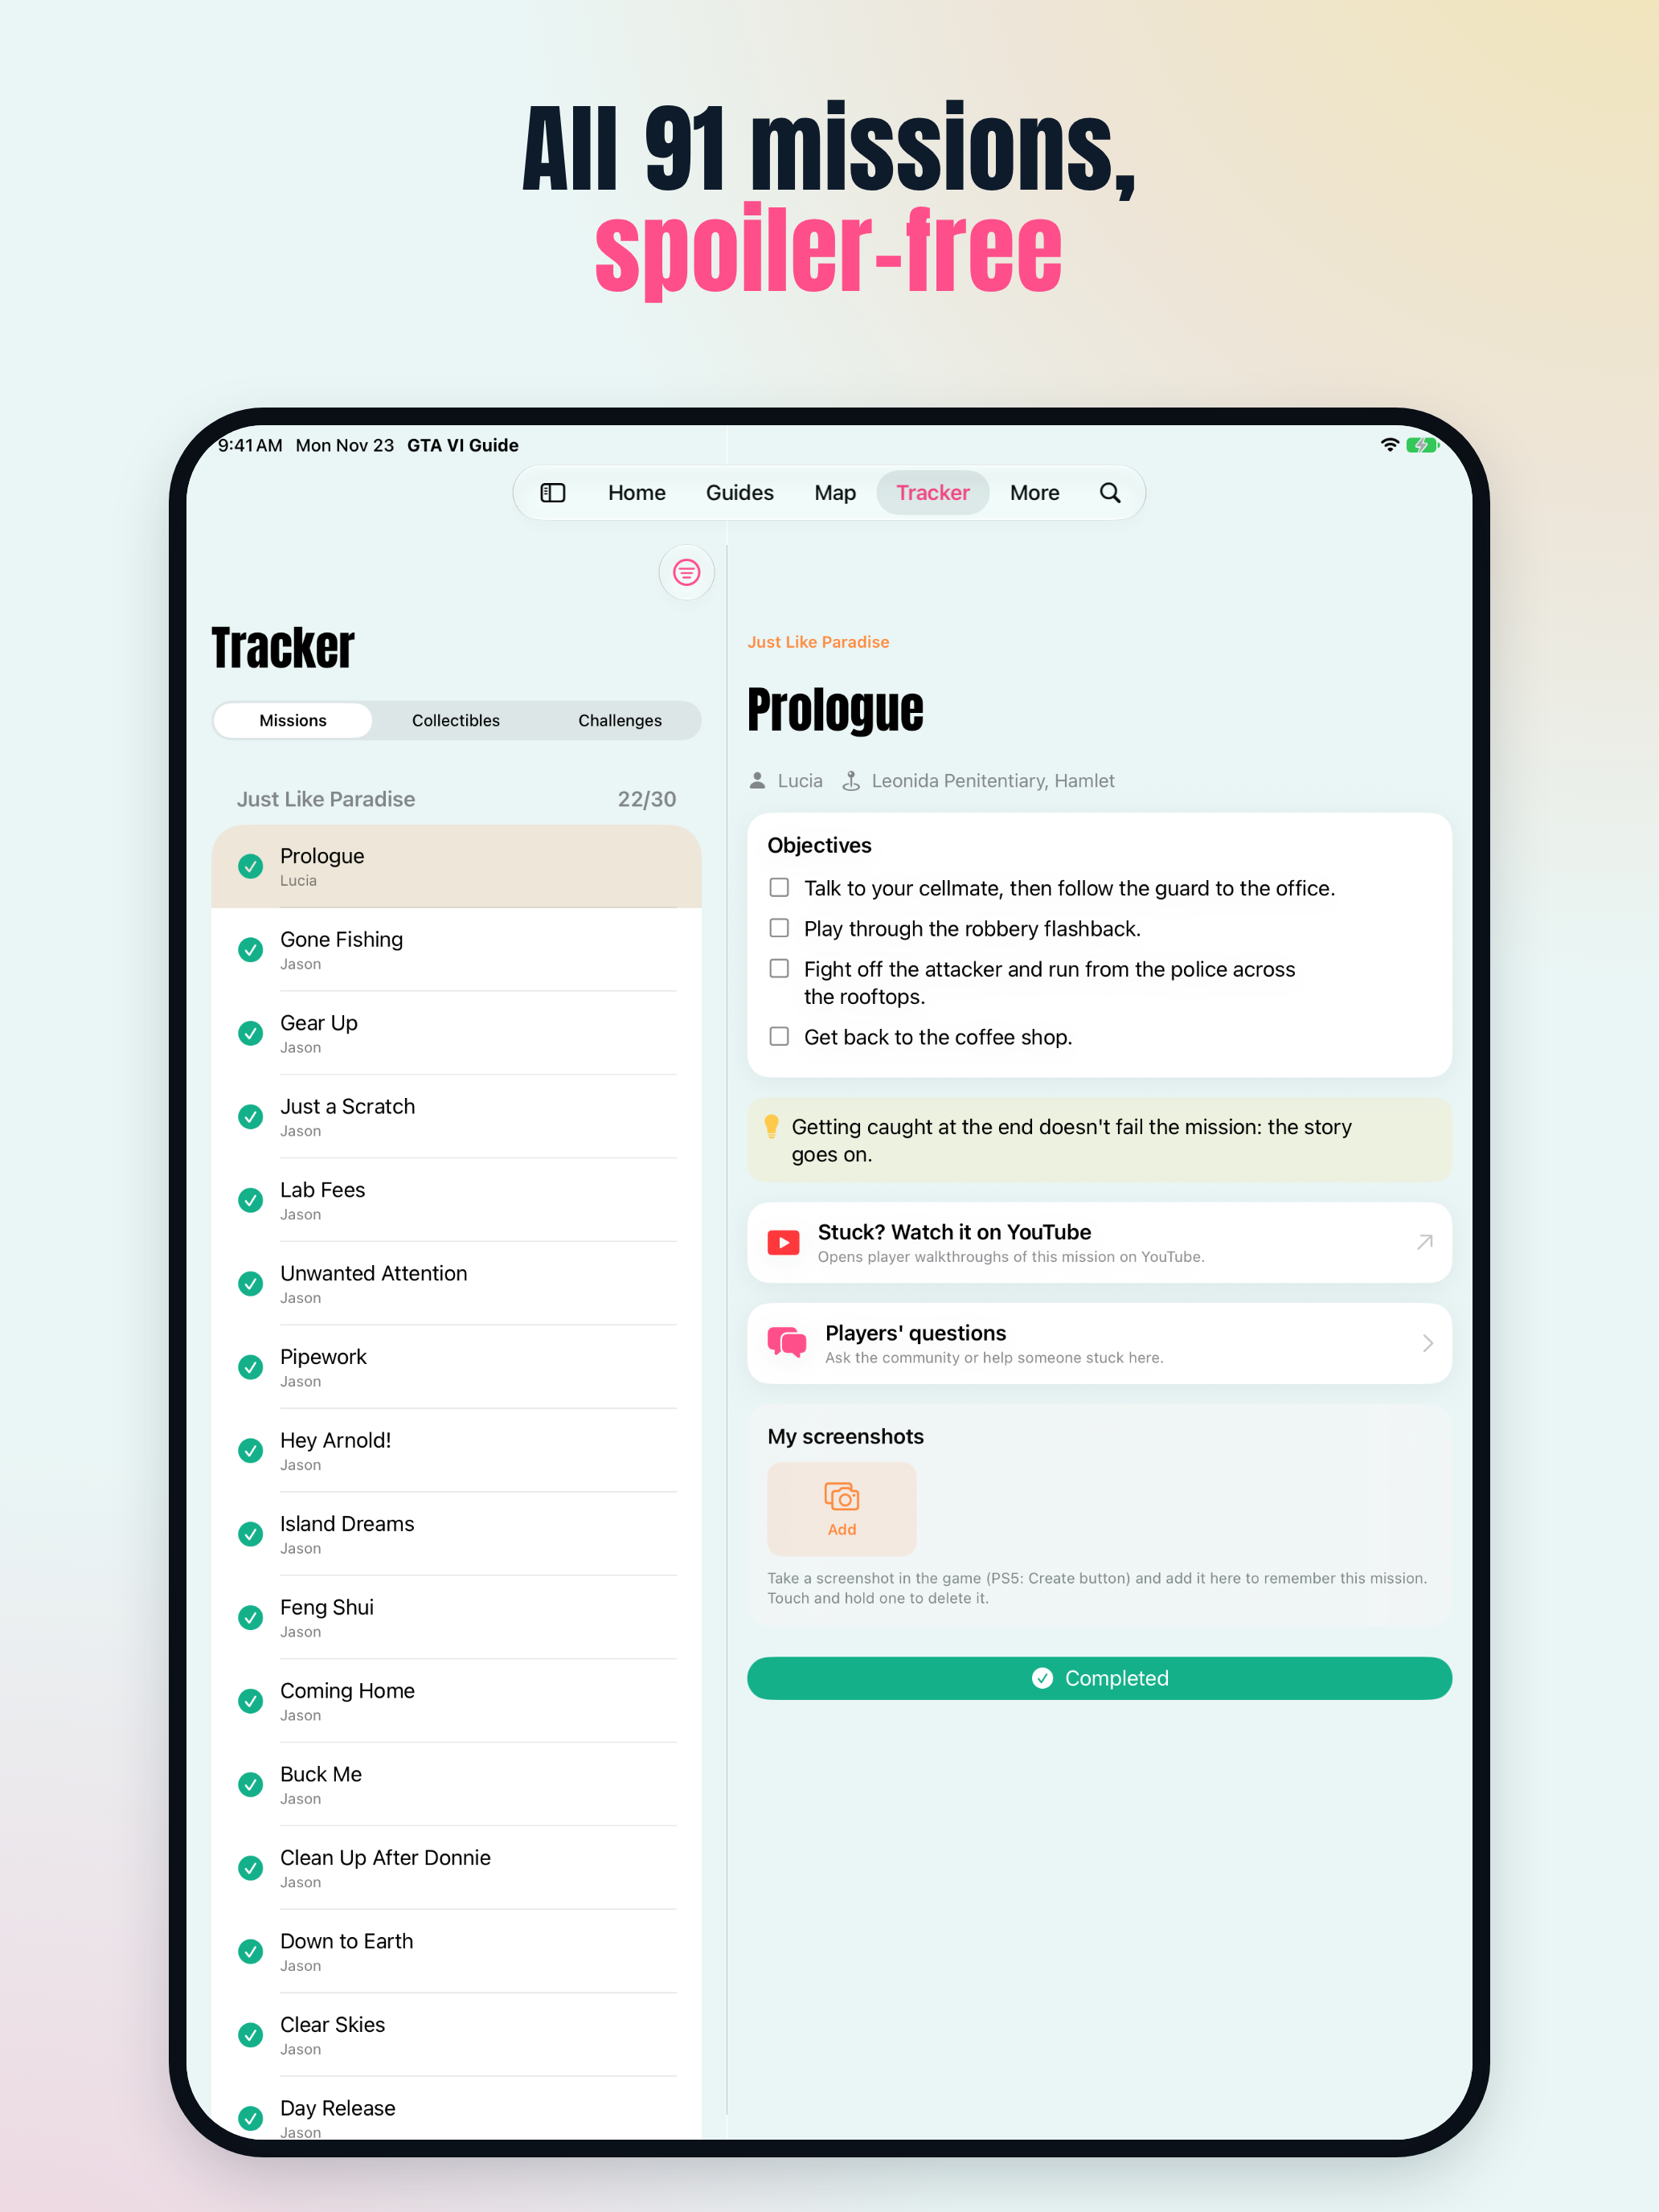 All 91 missions,
spoiler-free
9:41 AM Mon Nov 23 GTA VI Guide
Home Guides Map Tracker More
Tracker
Missions Collectibles Challenges
Just Like Paradise 22/30
Prologue
Lucia
Gone Fishing
Jason
Gear Up
Jason
Just a Scratch
Jason
Lab Fees
Jason
Unwanted Attention
Jason
Pipework
Jason
Hey Arnold!
Jason
Island Dreams
Jason
Feng Shui
Jason
Coming Home
Jason
Buck Me
Jason
Clean Up After Donnie
Jason
Down to Earth
Jason
Clear Skies
Jason
Day Release
Jason
Just Like Paradise
Prologue
Lucia Leonida Penitentiary, Hamlet
Objectives
Talk to your cellmate, then follow the guard to the office.
Play through the robbery flashback.
Fight off the attacker and run from the police across
the rooftops.
Get back to the coffee shop.
Getting caught at the end doesn't fail the mission: the story
goes on.
Stuck? Watch it on YouTube
Opens player walkthroughs of this mission on YouTube.
Players' questions
Ask the community or help someone stuck here.
My screenshots
Add
Take a screenshot in the game (PS5: Create button) and add it here to remember this mission.
Touch and hold one to delete it.
Completed